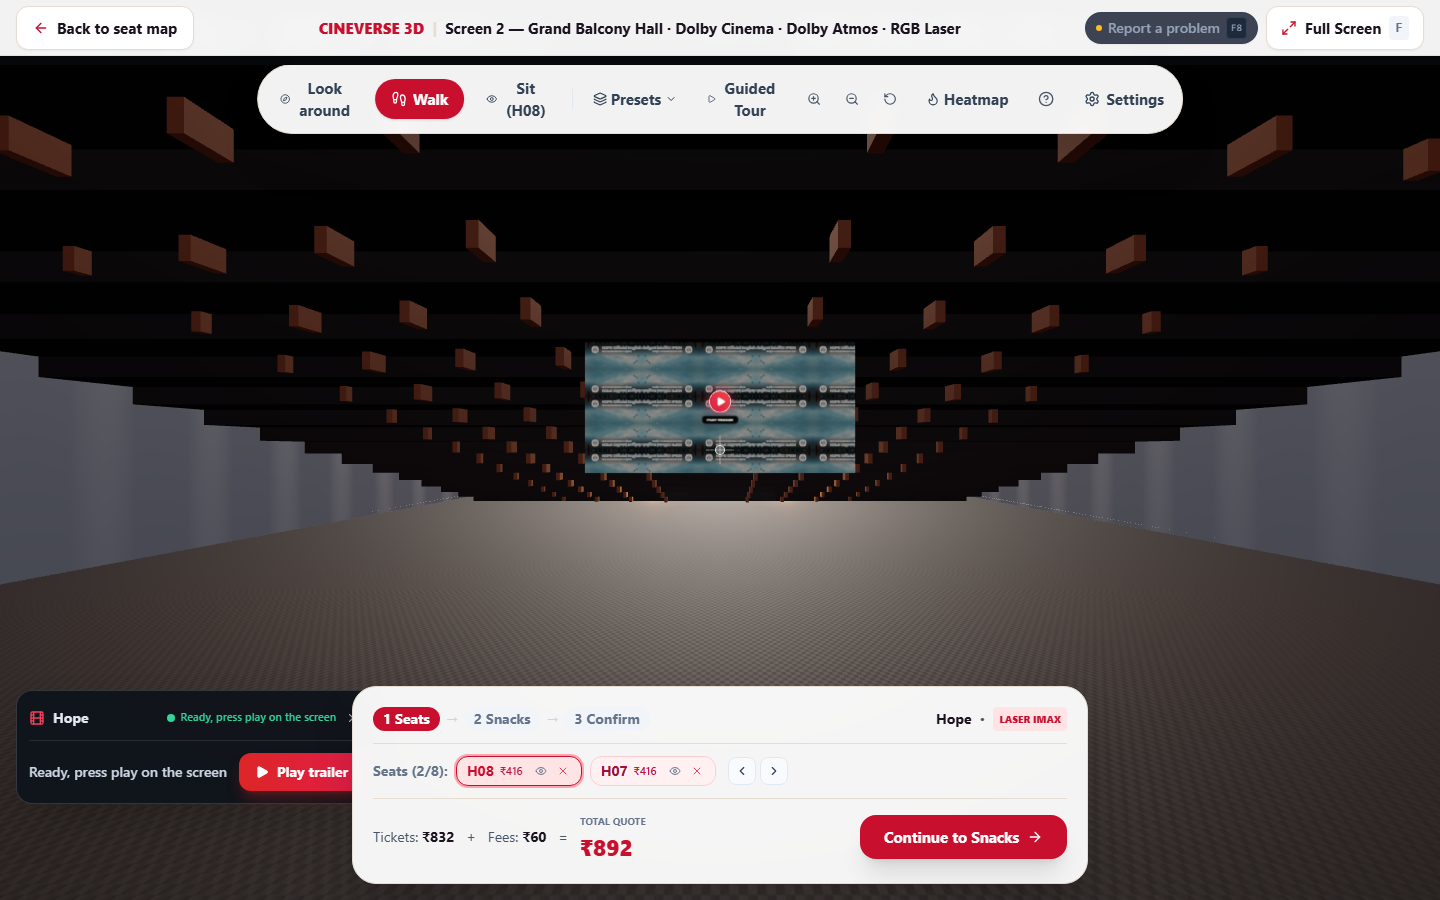 Back to seat map
CINEVERSE 3D | Screen 2 — Grand Balcony Hall · Dolby Cinema · Dolby Atmos · RGB Laser
Report a problem F8
Full Screen F
Look around
Walk
Sit (H08)
Presets
Guided Tour
Heatmap
Settings
Hope
Ready, press play on the screen
Ready, press play on the screen
Play trailer
1 Seats → 2 Snacks → 3 Confirm
Hope • LASER IMAX
Seats (2/8): H08 ₹416 H07 ₹416
Tickets: ₹832 + Fees: ₹60 =
TOTAL QUOTE
₹892
Continue to Snacks